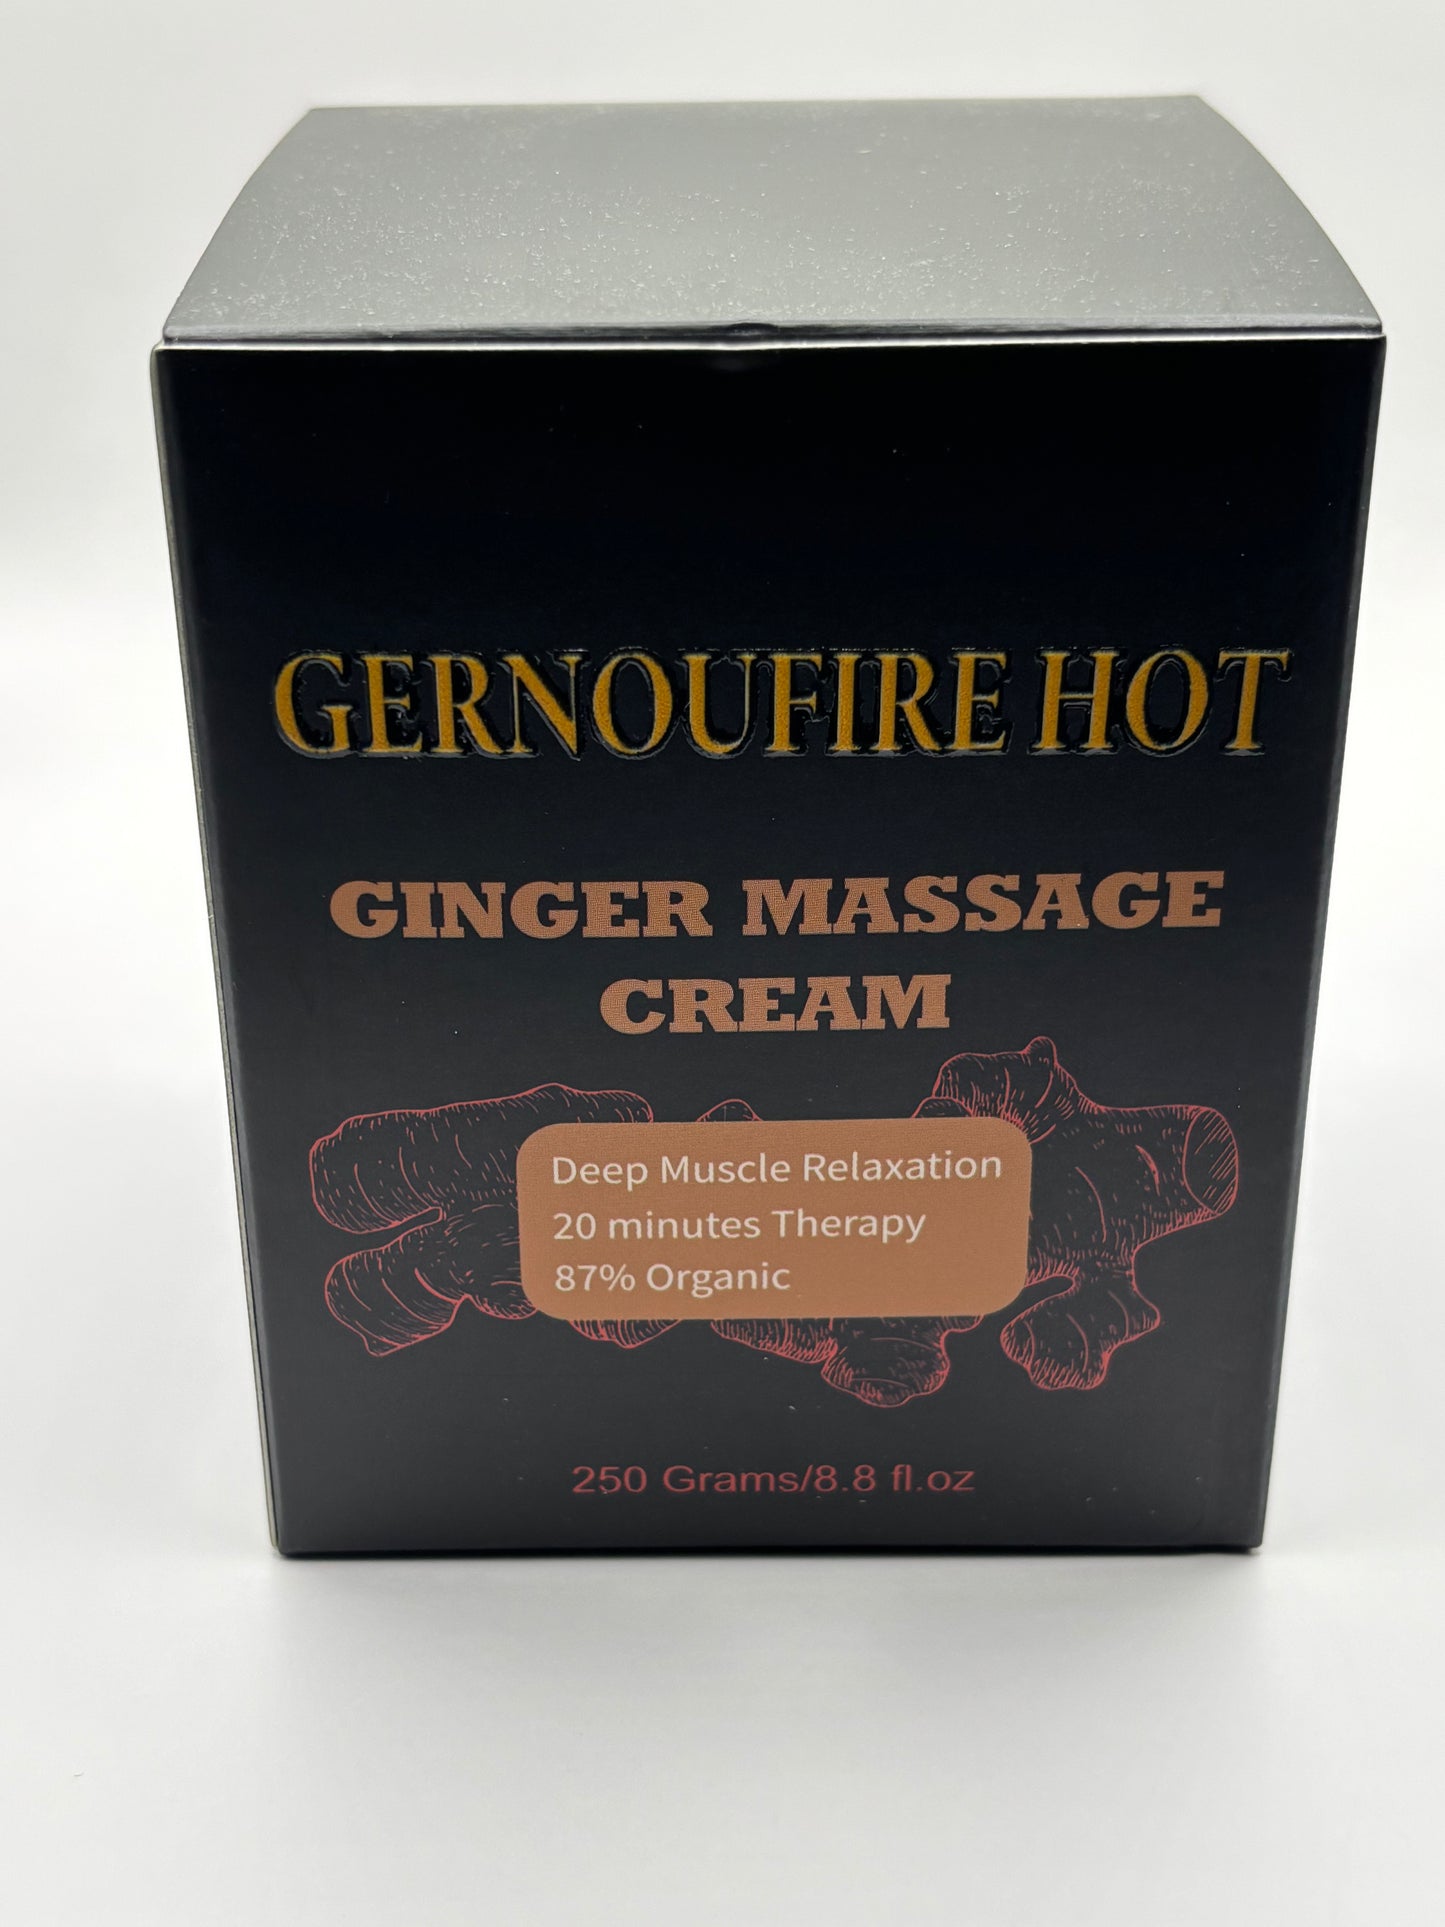 GERNOUFIRE HOT
GINGER MASSAGE
CREAM
Deep Muscle Relaxation
20 minutes Therapy
87% Organic
250 Grams/8.8 fl.oz